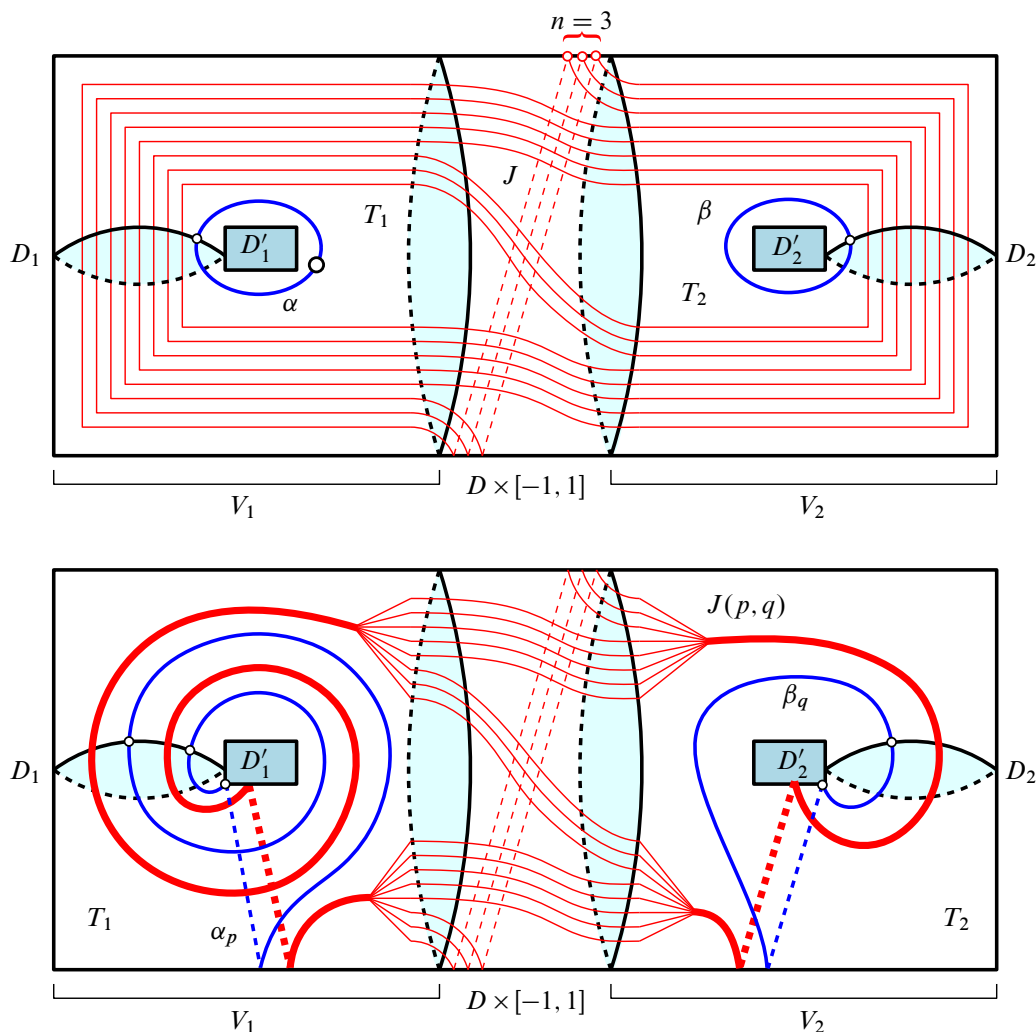 n = 3
J
T₁
β
D₁
D′₁
D′₂
D₂
α
T₂
D × [−1, 1]
V₁
V₂
J(p, q)
β_q
D₁
D′₁
D′₂
D₂
T₁
α_p
T₂
D × [−1, 1]
V₁
V₂